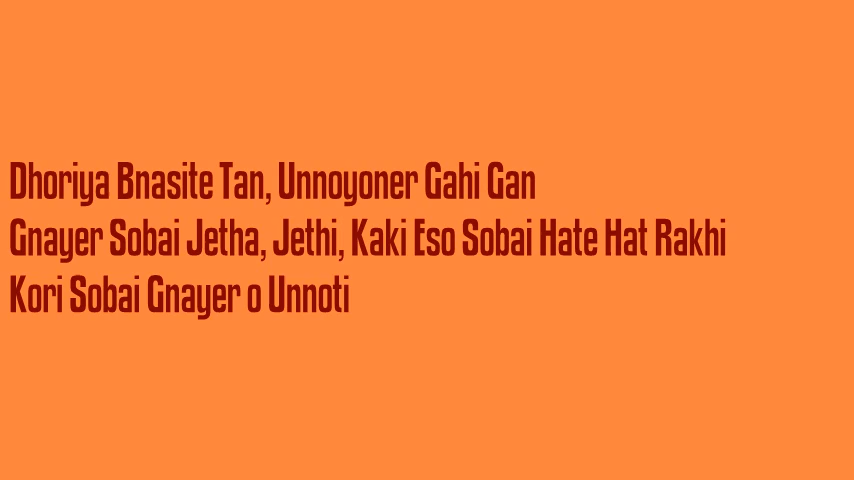 Dhoriya Bnasite Tan, Unnoyoner Gahi Gan
Gnayer Sobai Jetha, Jethi, Kaki Eso Sobai Hate Hat Rakhi
Kori Sobai Gnayer o Unnoti